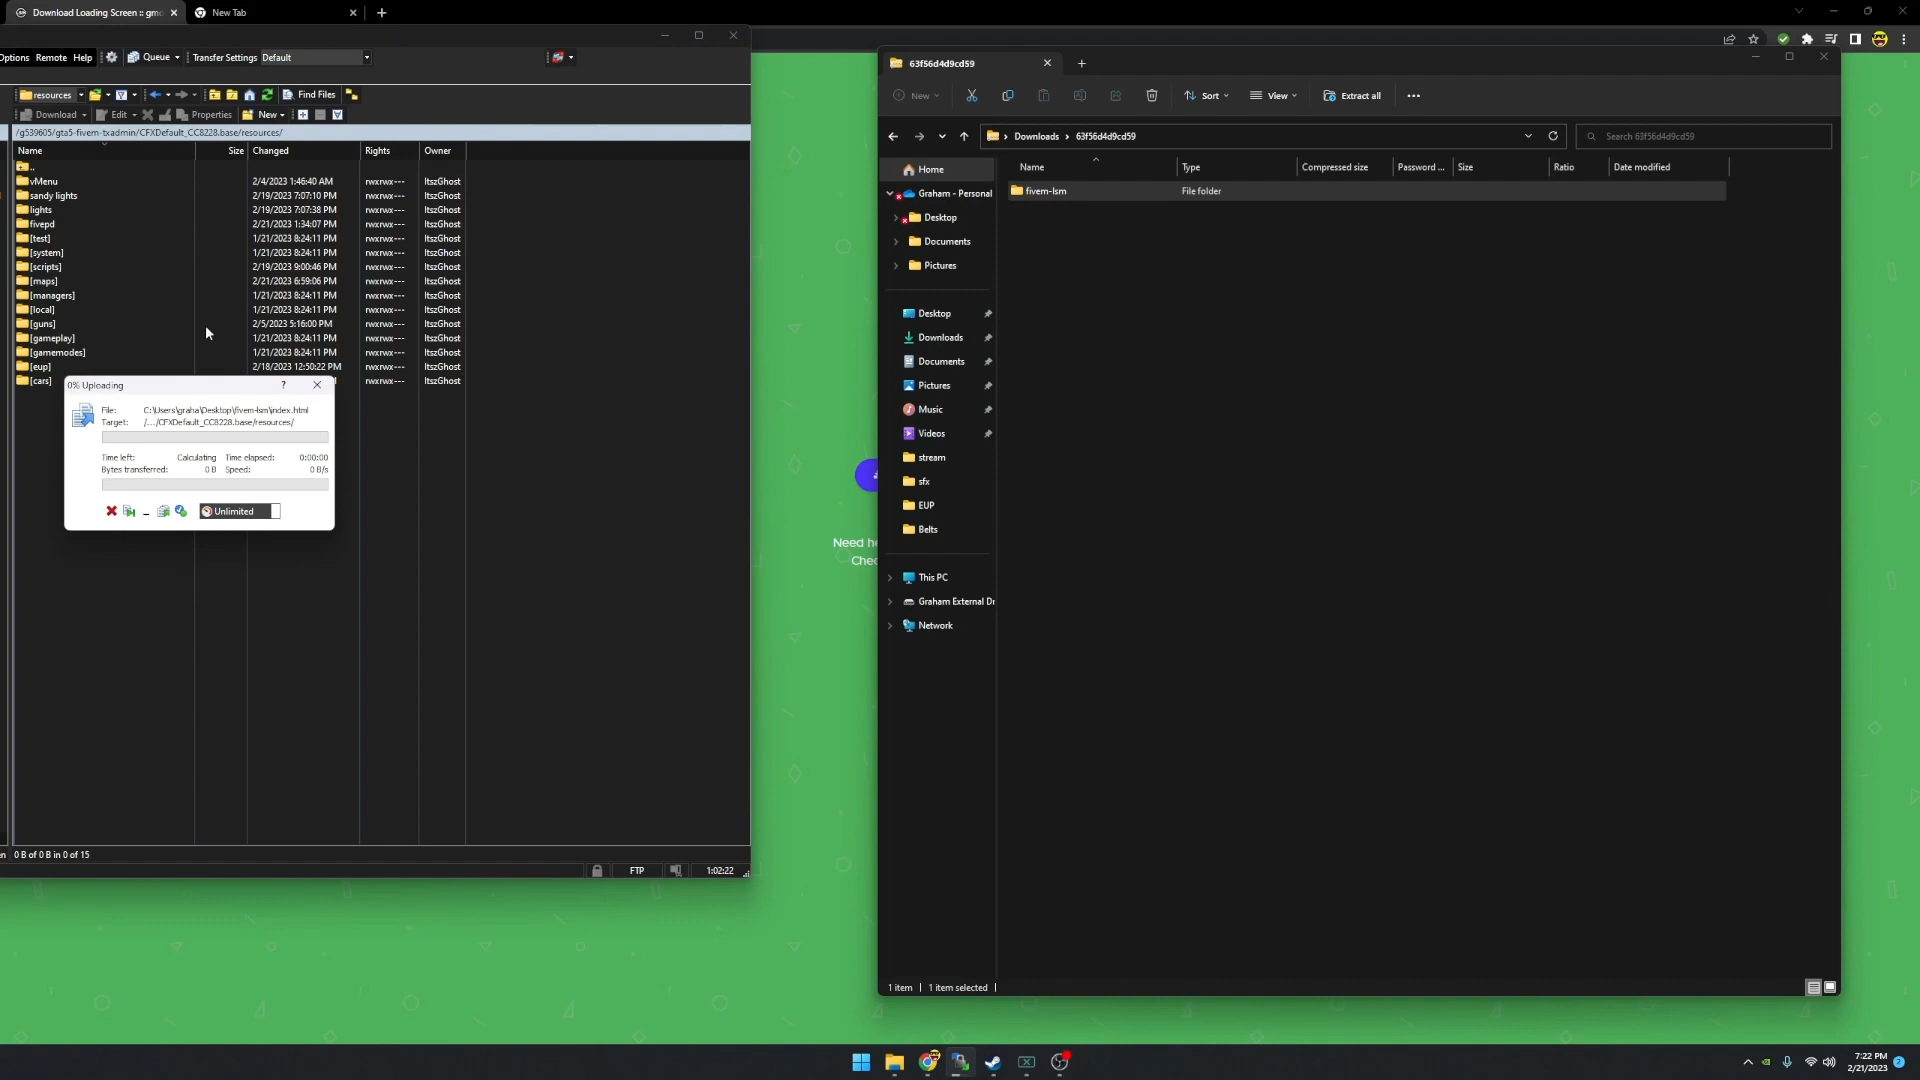 Download Loading Screen :: gmo
New Tab
Options Remote Help Queue Transfer Settings Default
resources Find Files
Download Edit Properties New
/g539605/gta5-fivem-txadmin/CFXDefault_CC8228.base/resources/
Name Size Changed Rights Owner
..
vMenu 2/4/2023 1:46:40 AM rwxrwx--- ItszGhost
sandy lights 2/19/2023 7:07:10 PM rwxrwx--- ItszGhost
lights 2/19/2023 7:07:38 PM rwxrwx--- ItszGhost
fivepd 2/21/2023 1:34:07 PM rwxrwx--- ItszGhost
[test] 1/21/2023 8:24:11 PM rwxrwx--- ItszGhost
[system] 1/21/2023 8:24:11 PM rwxrwx--- ItszGhost
[scripts] 2/19/2023 9:00:46 PM rwxrwx--- ItszGhost
[maps] 2/21/2023 6:59:06 PM rwxrwx--- ItszGhost
[managers] 1/21/2023 8:24:11 PM rwxrwx--- ItszGhost
[local] 1/21/2023 8:24:11 PM rwxrwx--- ItszGhost
[guns] 2/5/2023 5:16:00 PM rwxrwx--- ItszGhost
[gameplay] 1/21/2023 8:24:11 PM rwxrwx--- ItszGhost
[gamemodes] 1/21/2023 8:24:11 PM rwxrwx--- ItszGhost
[eup] 2/18/2023 12:50:22 PM rwxrwx--- ItszGhost
[cars] rwxrwx--- ItszGhost
0% Uploading ?
File: C:\Users\graha\Desktop\fivem-lsm\index.html
Target: /.../CFXDefault_CC8228.base/resources/
Time left: Calculating Time elapsed: 0:00:00
Bytes transferred: 0 B Speed: 0 B/s
Unlimited
0 B of 0 B in 0 of 15
FTP 1:02:22
Need he
Chec
63f56d4d9cd59
New Sort View Extract all
Downloads 63f56d4d9cd59
Search 63f56d4d9cd59
Name Type Compressed size Password ... Size Ratio Date modified
fivem-lsm File folder
Home
Graham - Personal
Desktop
Documents
Pictures
Desktop
Downloads
Documents
Pictures
Music
Videos
stream
sfx
EUP
Belts
This PC
Graham External Dr
Network
1 item 1 item selected
7:22 PM
2/21/2023 2